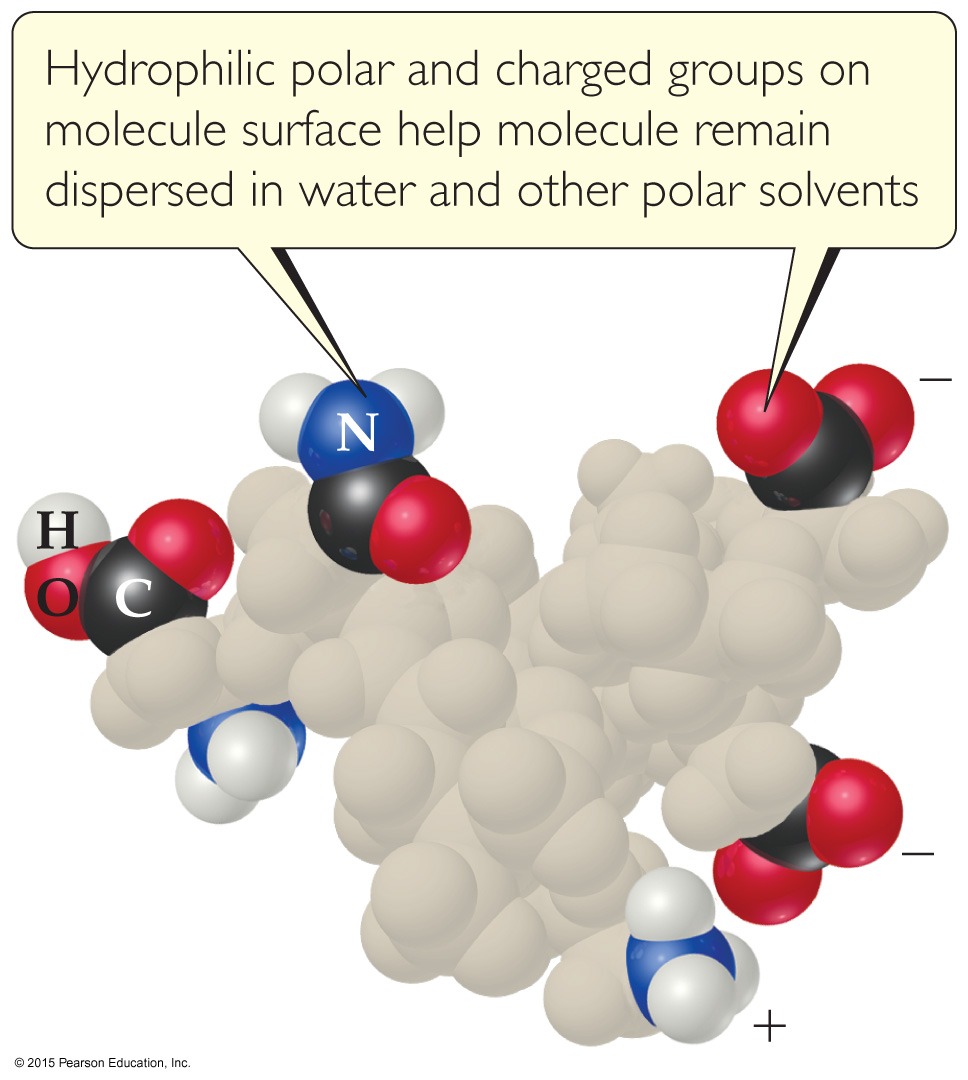 Hydrophilic polar and charged groups on
molecule surface help molecule remain
dispersed in water and other polar solvents
−
N
H
O
C
−
+
© 2015 Pearson Education, Inc.